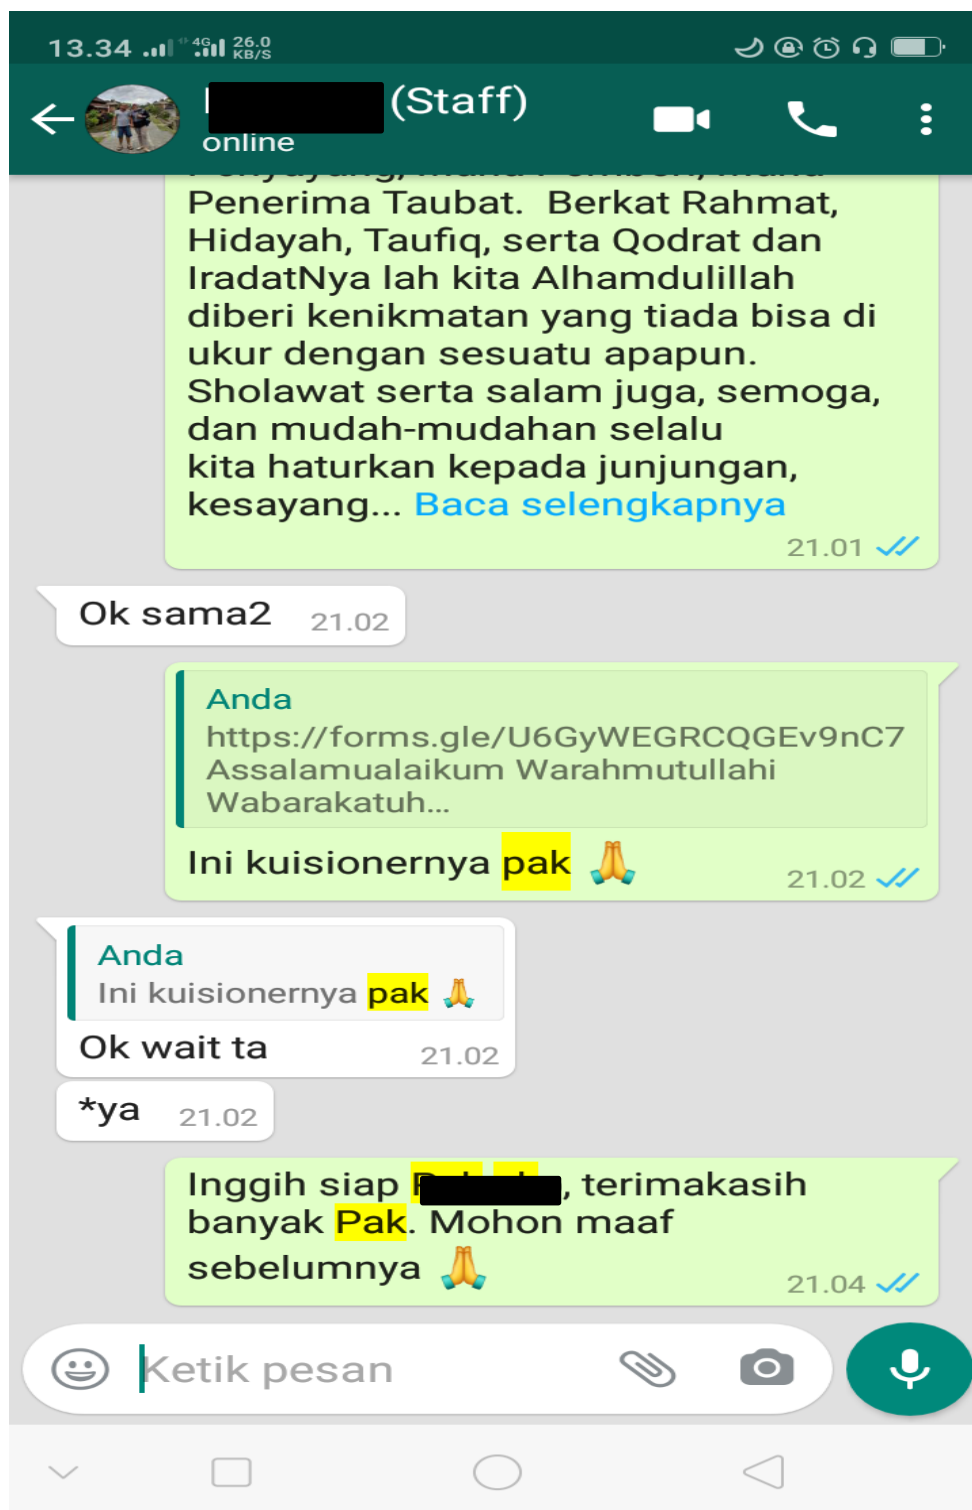 13.34 4G 26.0 KB/S
(Staff)
online
Penerima Taubat. Berkat Rahmat,
Hidayah, Taufiq, serta Qodrat dan
IradatNya lah kita Alhamdulillah
diberi kenikmatan yang tiada bisa di
ukur dengan sesuatu apapun.
Sholawat serta salam juga, semoga,
dan mudah-mudahan selalu
kita haturkan kepada junjungan,
kesayang... Baca selengkapnya
21.01
Ok sama2 21.02
Anda
https://forms.gle/U6GyWEGRCQGEv9nC7
Assalamualaikum Warahmutullahi
Wabarakatuh...
Ini kuisionernya pak 🙏 21.02
Anda
Ini kuisionernya pak 🙏
Ok wait ta 21.02
*ya 21.02
Inggih siap , terimakasih
banyak Pak. Mohon maaf
sebelumnya 🙏 21.04
Ketik pesan